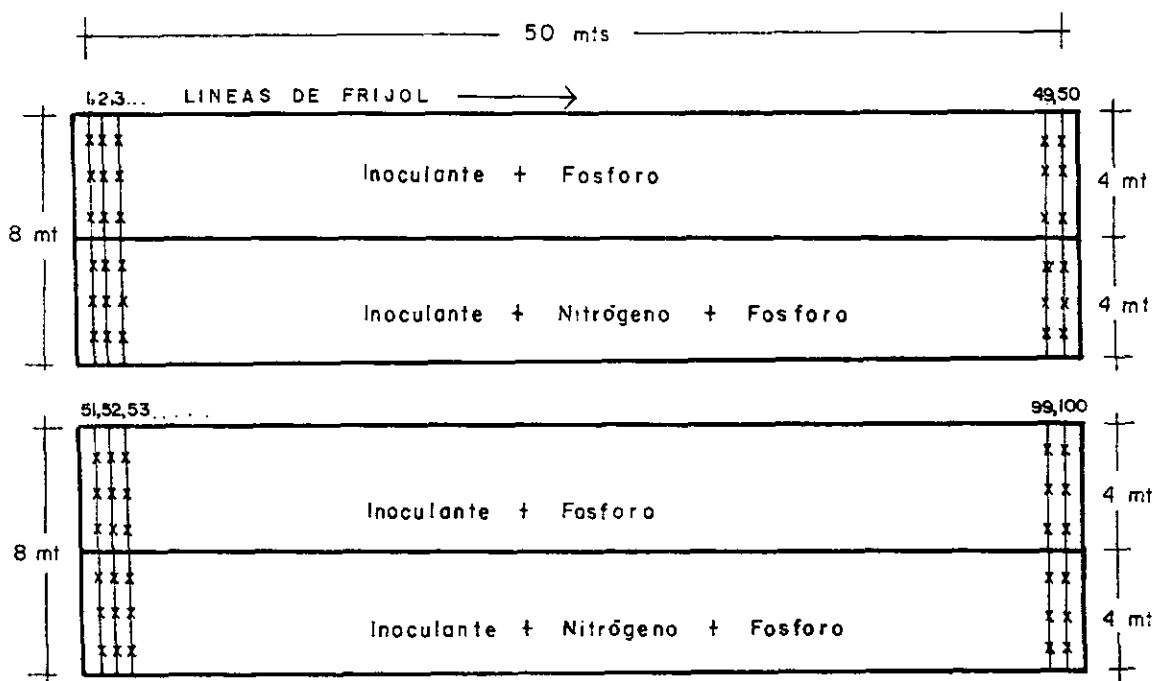 50 mts
1,2,3... LINEAS DE FRIJOL 49,50
Inoculante + Fosforo
4 mt
8 mt
Inoculante + Nitrógeno + Fosforo
4 mt
51,52,53..... 99,100
Inoculante + Fosforo
4 mt
8 mt
Inoculante + Nitrógeno + Fosforo
4 mt